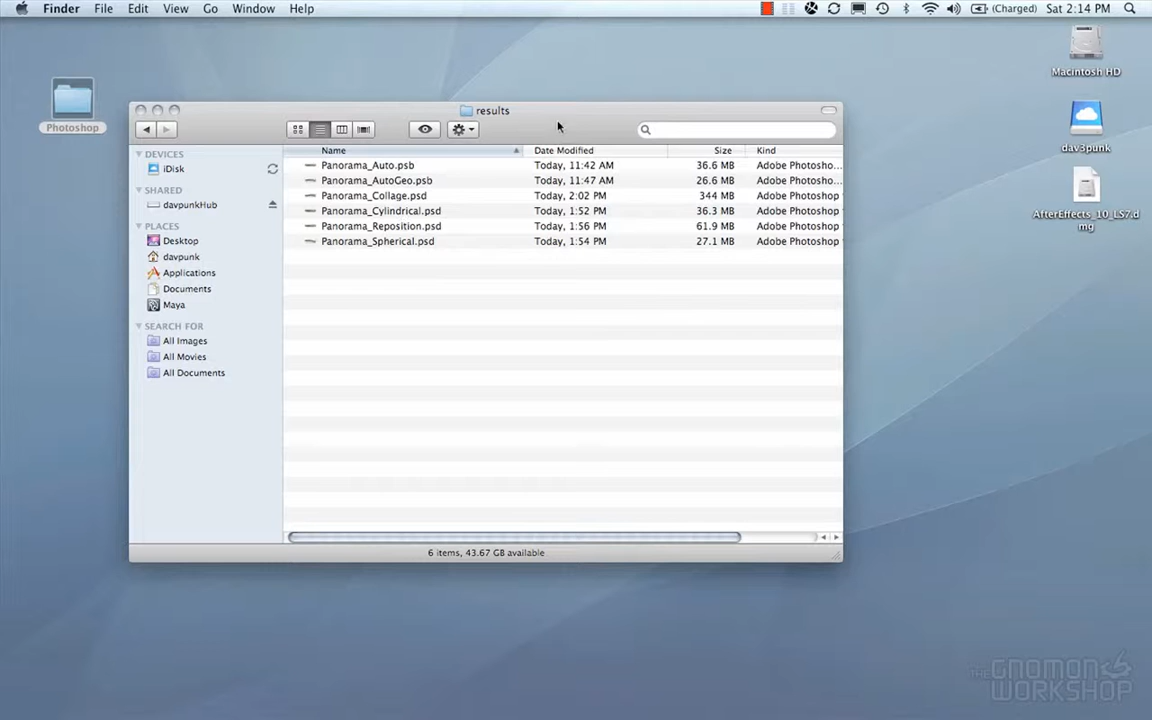 Finder File Edit View Go Window Help (Charged) Sat 2:14 PM
Macintosh HD
Photoshop
results
dav3punk
Name Date Modified Size Kind
DEVICES
iDisk
SHARED
davpunkHub
PLACES
Desktop
davpunk
Applications
Documents
Maya
SEARCH FOR
All Images
All Movies
All Documents
Panorama_Auto.psb Today, 11:42 AM 36.6 MB Adobe Photosho...
Panorama_AutoGeo.psb Today, 11:47 AM 26.6 MB Adobe Photosho...
Panorama_Collage.psd Today, 2:02 PM 344 MB Adobe Photoshop
Panorama_Cylindrical.psd Today, 1:52 PM 36.3 MB Adobe Photoshop
Panorama_Reposition.psd Today, 1:56 PM 61.9 MB Adobe Photoshop
Panorama_Spherical.psd Today, 1:54 PM 27.1 MB Adobe Photoshop
AfterEffects_10_LS7.d
mg
6 items, 43.67 GB available
THE GNOMON
WORKSHOP